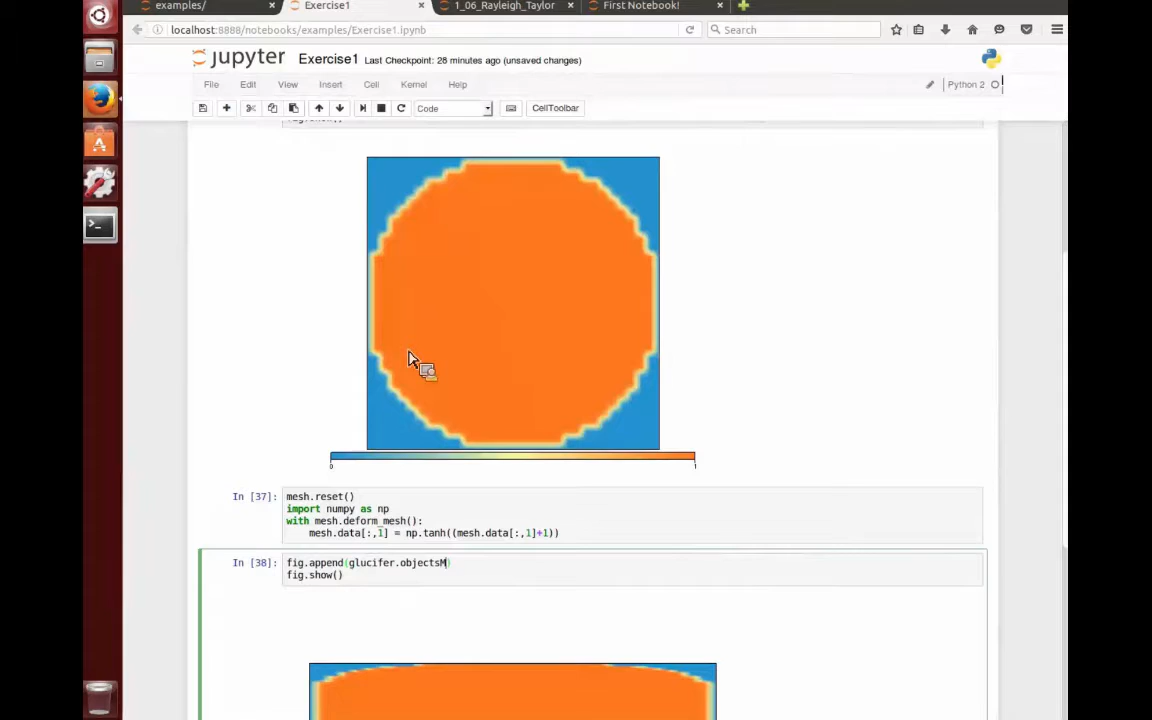 examples/
Exercise1
1_06_Rayleigh_Taylor
First Notebook!
localhost:8888/notebooks/examples/Exercise1.ipynb
Search
jupyter
Exercise1
Last Checkpoint: 28 minutes ago (unsaved changes)
File
Edit
View
Insert
Cell
Kernel
Help
Python 2
Code
CellToolbar
0
1
In [37]:
mesh.reset()
import numpy as np
with mesh.deform_mesh():
mesh.data[:,1] = np.tanh((mesh.data[:,1]+1))
In [38]:
fig.append(glucifer.objectsM)
fig.show()